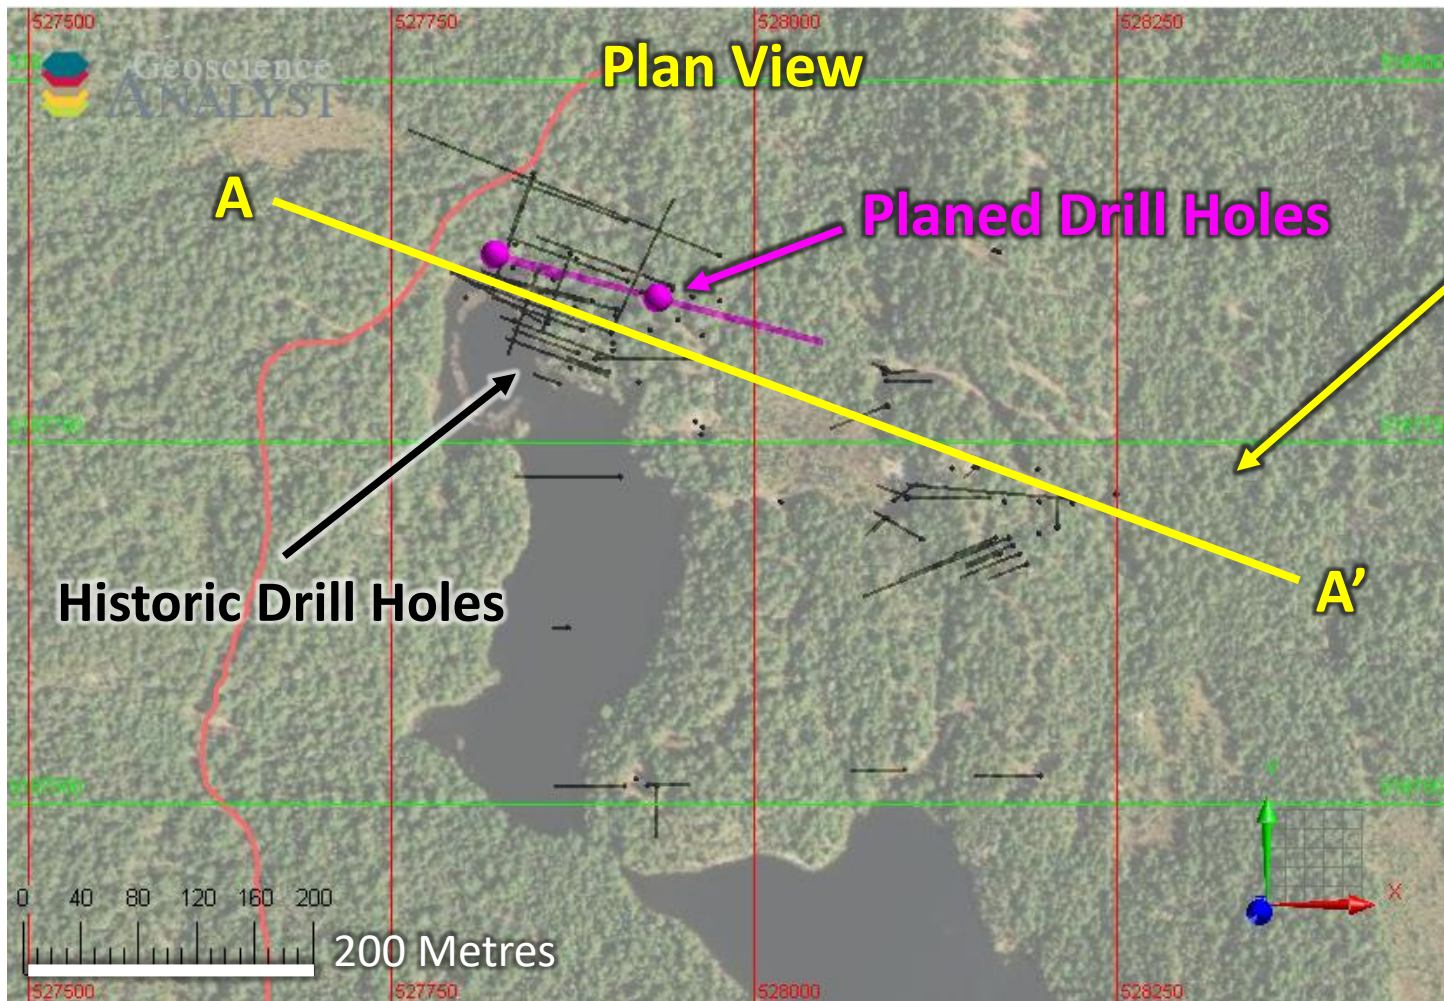 527500
527750
528000
528250
Geoscience
ANALYST
Plan View
A
Planed Drill Holes
Historic Drill Holes
A’
X
0 40 80 120 160 200
200 Metres
527500
527750
528000
528250